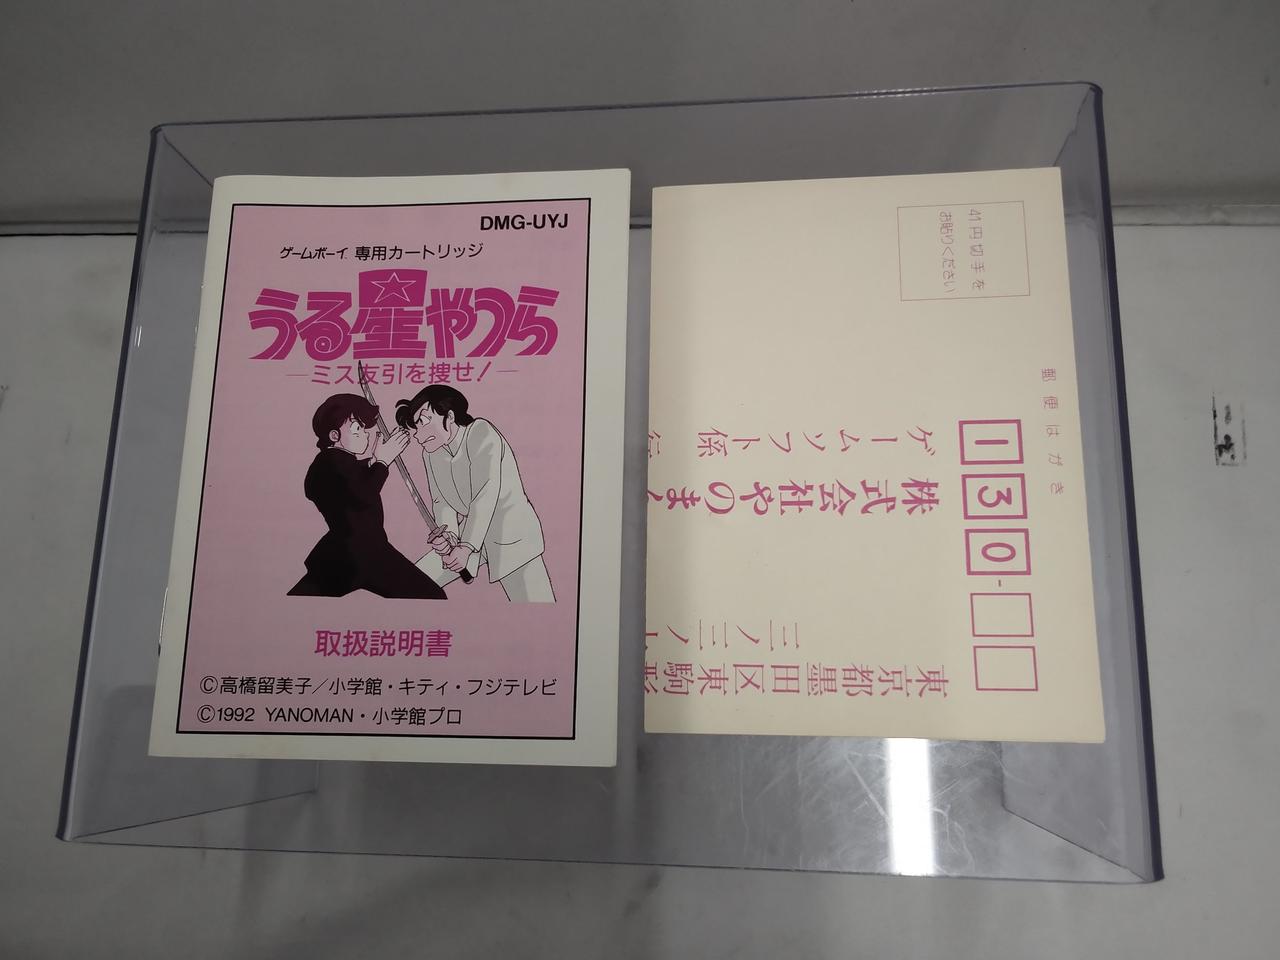 DMG-UYJ
ゲームボーイ 専用カートリッジ
うる星やつら
―ミス友引を捜せ!―
取扱説明書
©高橋留美子/小学館・キティ・フジテレビ
©1992 YANOMAN・小学館プロ
41円切手を
お貼りください
郵便はがき
130-
東京都墨田区東駒
三ノ三ノ
株式会社やのま
ゲームソフト係